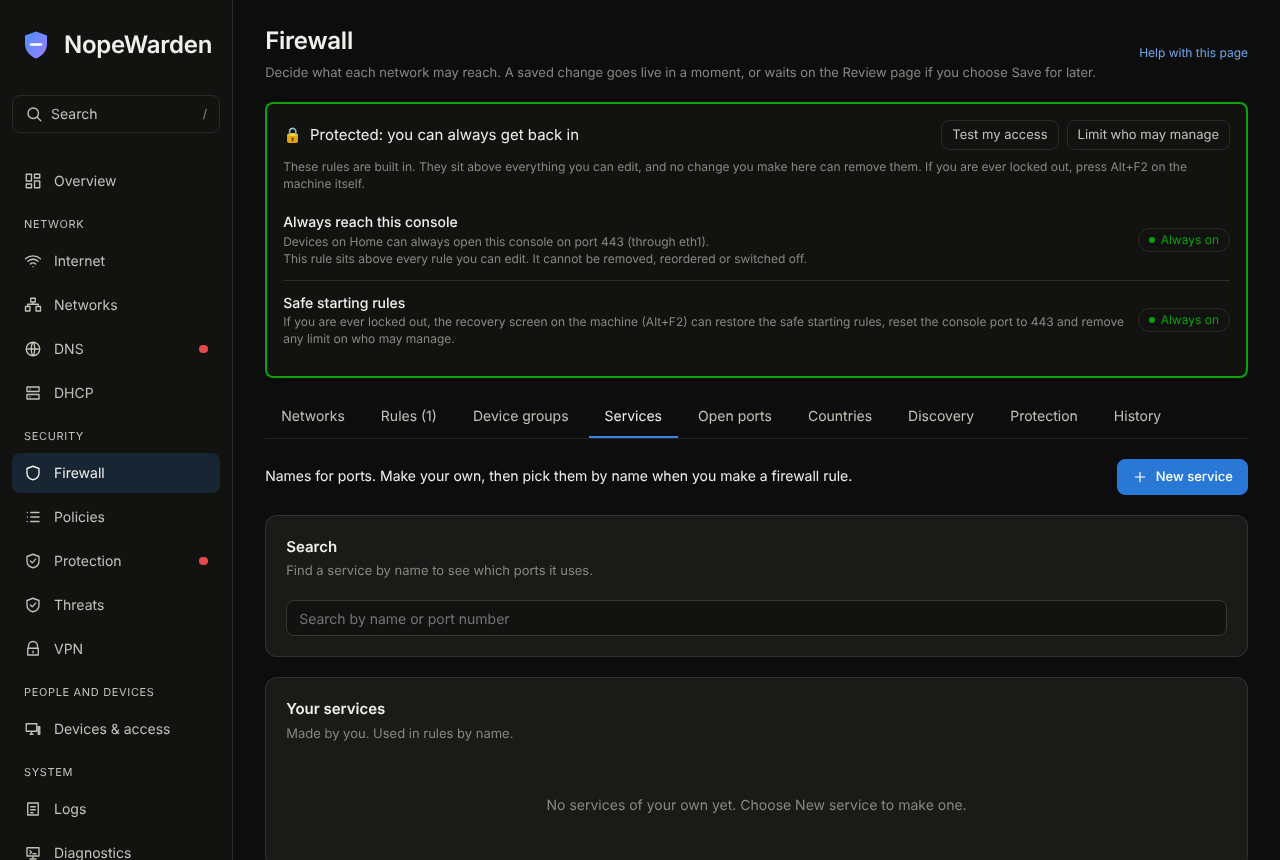 NopeWarden
Search
/
Overview
NETWORK
Internet
Networks
DNS
DHCP
SECURITY
Firewall
Policies
Protection
Threats
VPN
PEOPLE AND DEVICES
Devices & access
SYSTEM
Logs
Diagnostics
Firewall
Decide what each network may reach. A saved change goes live in a moment, or waits on the Review page if you choose Save for later.
Help with this page
Protected: you can always get back in
Test my access
Limit who may manage
These rules are built in. They sit above everything you can edit, and no change you make here can remove them. If you are ever locked out, press Alt+F2 on the
machine itself.
Always reach this console
Devices on Home can always open this console on port 443 (through eth1).
This rule sits above every rule you can edit. It cannot be removed, reordered or switched off.
Always on
Safe starting rules
If you are ever locked out, the recovery screen on the machine (Alt+F2) can restore the safe starting rules, reset the console port to 443 and remove
any limit on who may manage.
Always on
Networks
Rules (1)
Device groups
Services
Open ports
Countries
Discovery
Protection
History
Names for ports. Make your own, then pick them by name when you make a firewall rule.
New service
Search
Find a service by name to see which ports it uses.
Search by name or port number
Your services
Made by you. Used in rules by name.
No services of your own yet. Choose New service to make one.